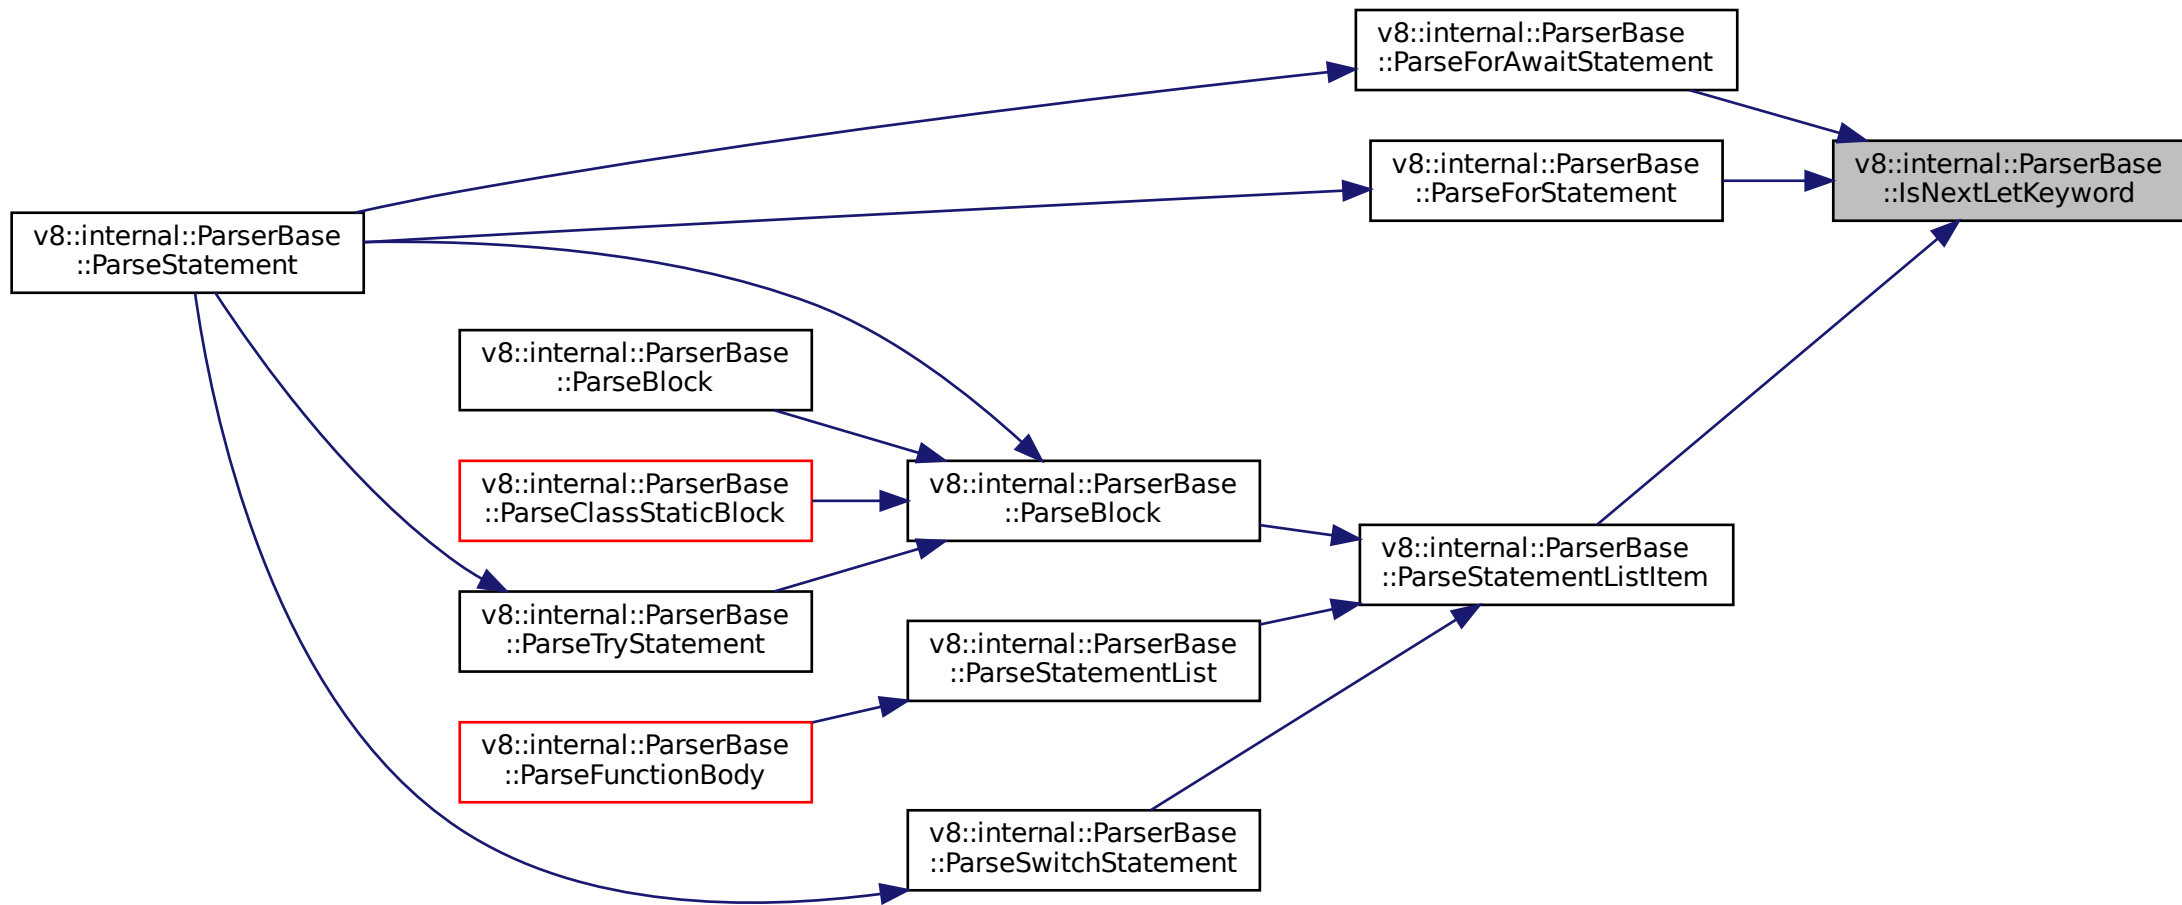 v8::internal::ParserBase
::ParseForAwaitStatement
v8::internal::ParserBase
::ParseForStatement
v8::internal::ParserBase
::IsNextLetKeyword
v8::internal::ParserBase
::ParseStatement
v8::internal::ParserBase
::ParseBlock
v8::internal::ParserBase
::ParseClassStaticBlock
v8::internal::ParserBase
::ParseBlock
v8::internal::ParserBase
::ParseStatementListItem
v8::internal::ParserBase
::ParseTryStatement
v8::internal::ParserBase
::ParseStatementList
v8::internal::ParserBase
::ParseFunctionBody
v8::internal::ParserBase
::ParseSwitchStatement